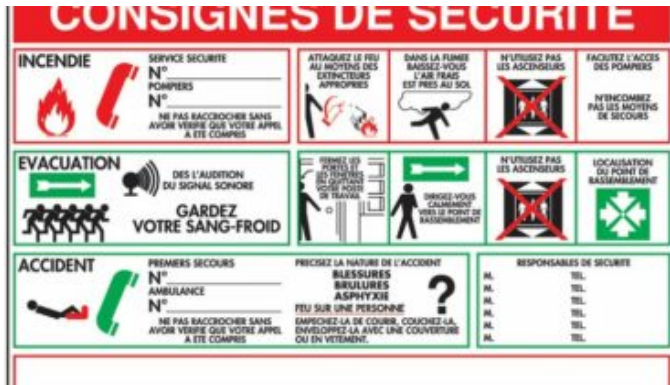 CONSIGNES DE SECURITE
INCENDIE
SERVICE SECURITE
N°
POMPIERS
N°
NE PAS RACCROCHER SANS
AVOIR VERIFIE QUE VOTRE APPEL
A ETE COMPRIS
ATTAQUEZ LE FEU
AU MOYENS DES
EXTINCTEURS
APPROPRIES
DANS LA FUMEE
BAISSEZ-VOUS
L'AIR FRAIS
EST PRES AU SOL
N'UTILISEZ PAS
LES ASCENSEURS
FACILITEZ L'ACCES
DES POMPIERS
N'ENCOMBEZ
PAS LES MOYENS
DE SECOURS
EVACUATION
DES L'AUDITION
DU SIGNAL SONORE
GARDEZ
VOTRE SANG-FROID
FERMEZ LES
PORTES ET
LES FENETRES
EN QUITTANT
VOTRE POSTE
DE TRAVAIL
DIRIGEZ-VOUS
CALMEMENT
VERS LE POINT DE
RASSEMBLEMENT
N'UTILISEZ PAS
LES ASCENSEURS
LOCALISATION
DU POINT DE
RASSEMBLEMENT
ACCIDENT
PREMIERS SECOURS
N°
AMBULANCE
N°
NE PAS RACCROCHER SANS
AVOIR VERIFIE QUE VOTRE APPEL
A ETE COMPRIS
PRECISEZ LA NATURE DE L'ACCIDENT
BLESSURES
BRULURES
ASPHYXIE
?
FEU SUR UNE PERSONNE
EMPECHEZ-LA DE COURIR, COUCHEZ-LA,
ENVELOPPEZ-LA AVEC UNE COUVERTURE
OU EN VETEMENT.
RESPONSABLES DE SECURITE
M. TEL.
M. TEL.
M. TEL.
M. TEL.
M. TEL.
M. TEL.